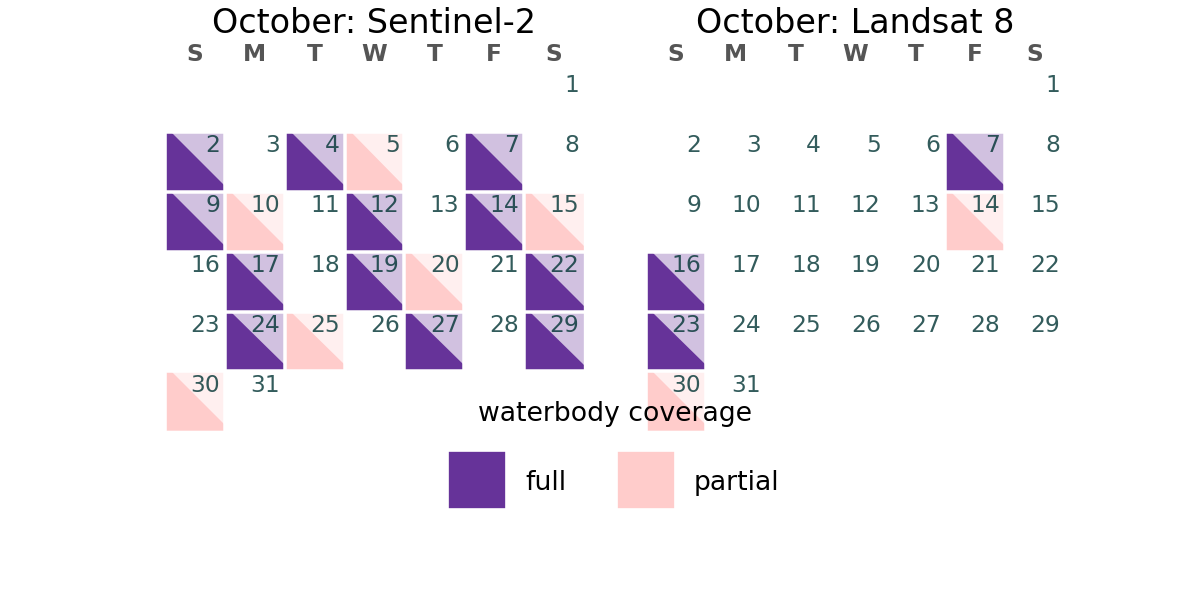 October: Sentinel-2
S M T W T F S
1
2 3 4 5 6 7 8
9 10 11 12 13 14 15
16 17 18 19 20 21 22
23 24 25 26 27 28 29
30 31
October: Landsat 8
S M T W T F S
1
2 3 4 5 6 7 8
9 10 11 12 13 14 15
16 17 18 19 20 21 22
23 24 25 26 27 28 29
30 31
waterbody coverage
full partial